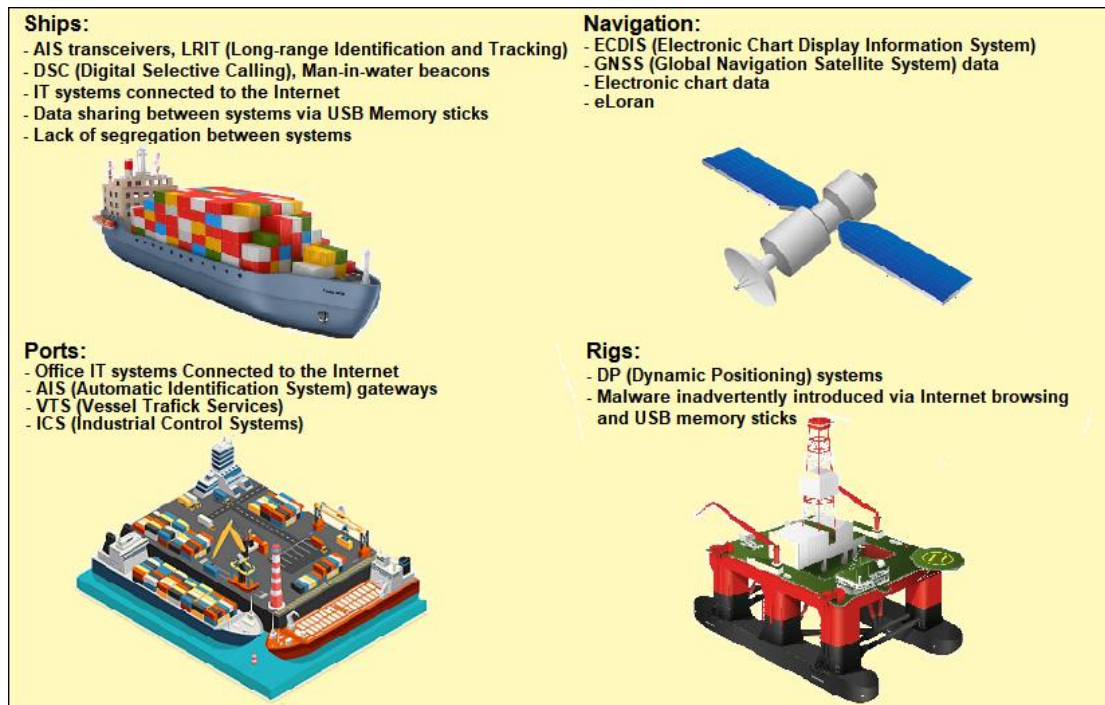 Ships:
- AIS transceivers, LRIT (Long-range Identification and Tracking)
- DSC (Digital Selective Calling), Man-in-water beacons
- IT systems connected to the Internet
- Data sharing between systems via USB Memory sticks
- Lack of segregation between systems
Navigation:
- ECDIS (Electronic Chart Display Information System)
- GNSS (Global Navigation Satellite System) data
- Electronic chart data
- eLoran
Ports:
- Office IT systems Connected to the Internet
- AIS (Automatic Identification System) gateways
- VTS (Vessel Trafick Services)
- ICS (Industrial Control Systems)
Rigs:
- DP (Dynamic Positioning) systems
- Malware inadvertently introduced via Internet browsing
and USB memory sticks